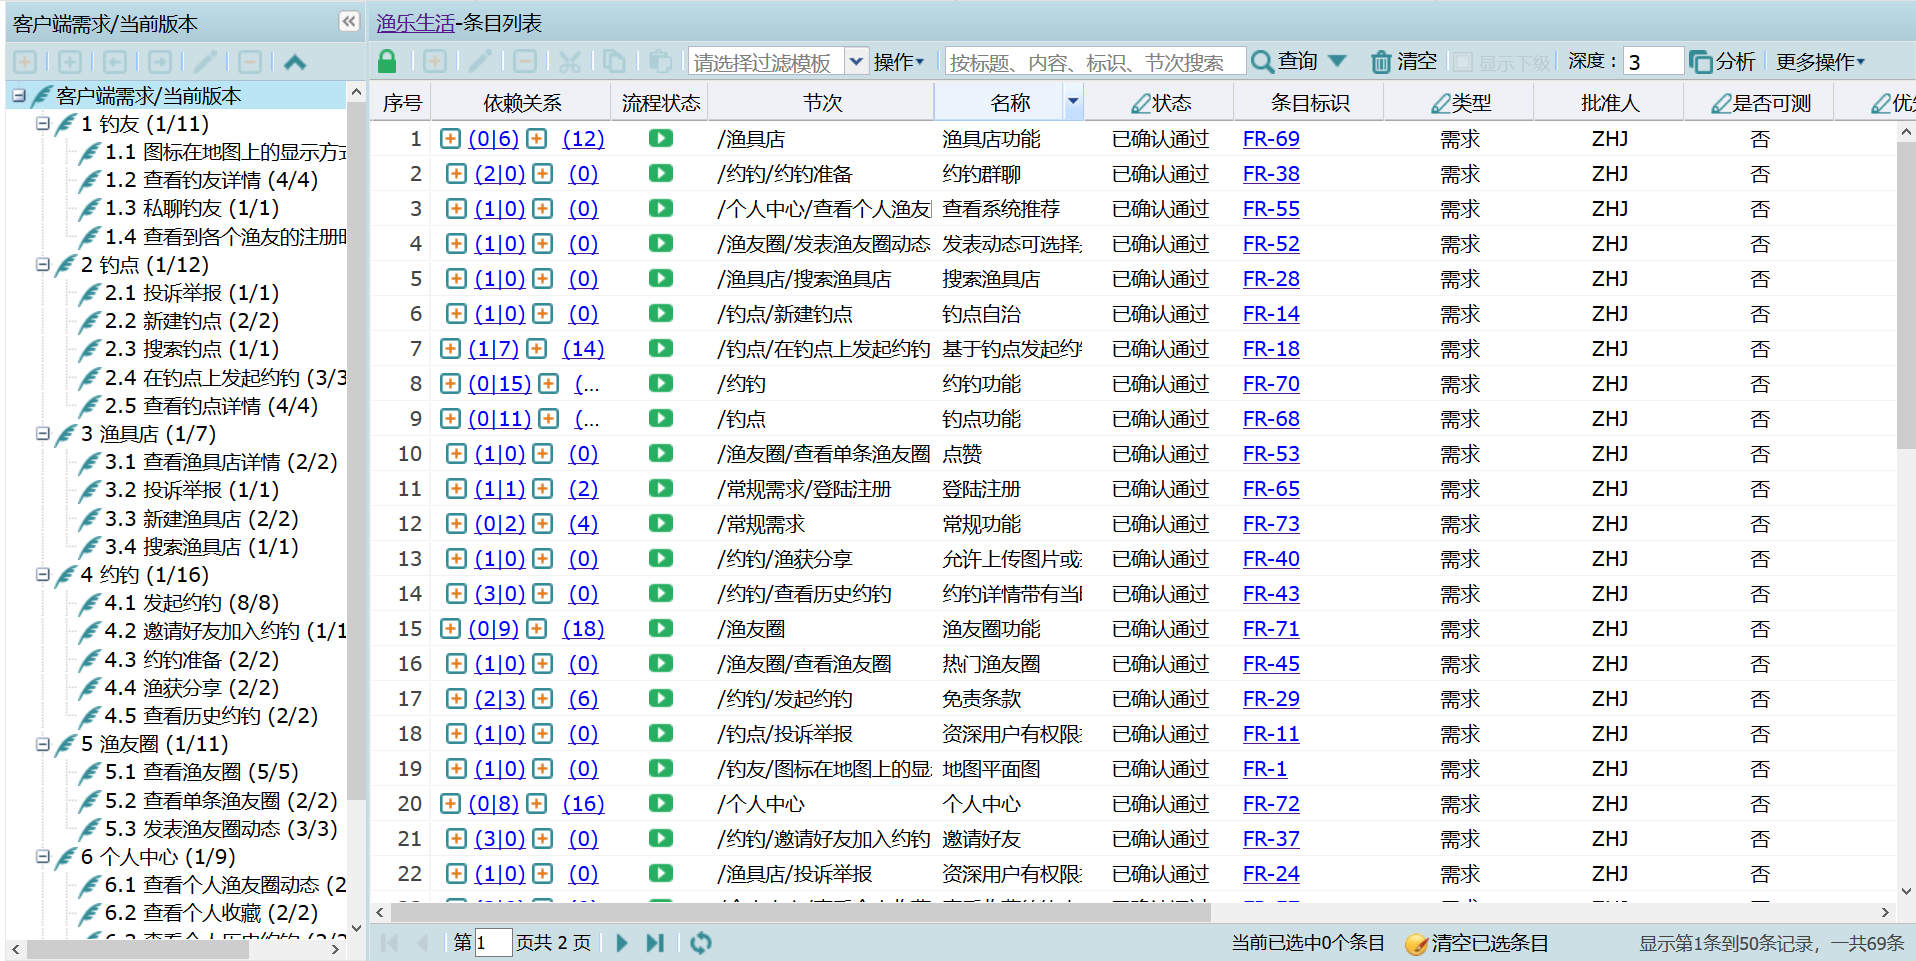 客户端需求/当前版本
渔乐生活-条目列表
请选择过滤模板 操作 按标题、内容、标识、节次搜索 查询 清空 显示下级 深度： 3 分析 更多操作
客户端需求/当前版本
1 钓友 (1/11)
1.1 图标在地图上的显示方式
1.2 查看钓友详情 (4/4)
1.3 私聊钓友 (1/1)
1.4 查看到各个渔友的注册时
2 钓点 (1/12)
2.1 投诉举报 (1/1)
2.2 新建钓点 (2/2)
2.3 搜索钓点 (1/1)
2.4 在钓点上发起约钓 (3/3
2.5 查看钓点详情 (4/4)
3 渔具店 (1/7)
3.1 查看渔具店详情 (2/2)
3.2 投诉举报 (1/1)
3.3 新建渔具店 (2/2)
3.4 搜索渔具店 (1/1)
4 约钓 (1/16)
4.1 发起约钓 (8/8)
4.2 邀请好友加入约钓 (1/1
4.3 约钓准备 (2/2)
4.4 渔获分享 (2/2)
4.5 查看历史约钓 (2/2)
5 渔友圈 (1/11)
5.1 查看渔友圈 (5/5)
5.2 查看单条渔友圈 (2/2)
5.3 发表渔友圈动态 (3/3)
6 个人中心 (1/9)
6.1 查看个人渔友圈动态 (2
6.2 查看个人收藏 (2/2)
序号 依赖关系 流程状态 节次 名称 状态 条目标识 类型 批准人 是否可测 优先
1 (0|6) (12) /渔具店 渔具店功能 已确认通过 FR-69 需求 ZHJ 否
2 (2|0) (0) /约钓/约钓准备 约钓群聊 已确认通过 FR-38 需求 ZHJ 否
3 (1|0) (0) /个人中心/查看个人渔友 查看系统推荐 已确认通过 FR-55 需求 ZHJ 否
4 (1|0) (0) /渔友圈/发表渔友圈动态 发表动态可选择 已确认通过 FR-52 需求 ZHJ 否
5 (1|0) (0) /渔具店/搜索渔具店 搜索渔具店 已确认通过 FR-28 需求 ZHJ 否
6 (1|0) (0) /钓点/新建钓点 钓点自治 已确认通过 FR-14 需求 ZHJ 否
7 (1|7) (14) /钓点/在钓点上发起约钓 基于钓点发起约钓 已确认通过 FR-18 需求 ZHJ 否
8 (0|15) (... /约钓 约钓功能 已确认通过 FR-70 需求 ZHJ 否
9 (0|11) (... /钓点 钓点功能 已确认通过 FR-68 需求 ZHJ 否
10 (1|0) (0) /渔友圈/查看单条渔友圈 点赞 已确认通过 FR-53 需求 ZHJ 否
11 (1|1) (2) /常规需求/登陆注册 登陆注册 已确认通过 FR-65 需求 ZHJ 否
12 (0|2) (4) /常规需求 常规功能 已确认通过 FR-73 需求 ZHJ 否
13 (1|0) (0) /约钓/渔获分享 允许上传图片或 已确认通过 FR-40 需求 ZHJ 否
14 (3|0) (0) /约钓/查看历史约钓 约钓详情带有当时 已确认通过 FR-43 需求 ZHJ 否
15 (0|9) (18) /渔友圈 渔友圈功能 已确认通过 FR-71 需求 ZHJ 否
16 (1|0) (0) /渔友圈/查看渔友圈 热门渔友圈 已确认通过 FR-45 需求 ZHJ 否
17 (2|3) (6) /约钓/发起约钓 免责条款 已确认通过 FR-29 需求 ZHJ 否
18 (1|0) (0) /钓点/投诉举报 资深用户有权限 已确认通过 FR-11 需求 ZHJ 否
19 (1|0) (0) /钓友/图标在地图上的显 地图平面图 已确认通过 FR-1 需求 ZHJ 否
20 (0|8) (16) /个人中心 个人中心 已确认通过 FR-72 需求 ZHJ 否
21 (3|0) (0) /约钓/邀请好友加入约钓 邀请好友 已确认通过 FR-37 需求 ZHJ 否
22 (1|0) (0) /渔具店/投诉举报 资深用户有权限 已确认通过 FR-24 需求 ZHJ 否
第 1 页共 2 页 当前已选中0个条目 清空已选条目 显示第1条到50条记录，一共69条